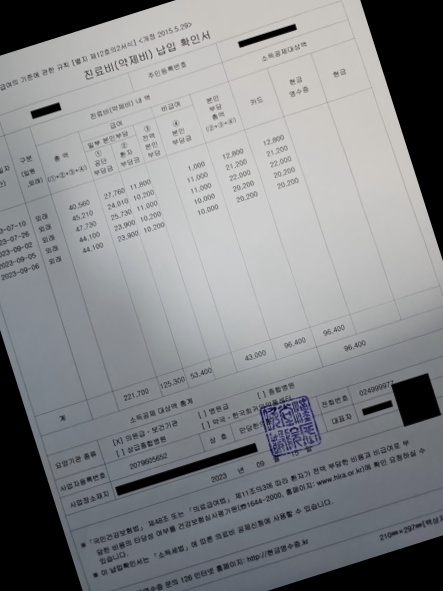 급여의 기준에 관한 규칙 [별지 제12호의2서식] <개정 2015.5.29>
진료비(약제비) 납입 확인서
주민등록번호
진료비(약제비) 내 역
소득공제대상액
구분 총 액 급여 비급여 본인 부담 총액 카드 현금 영수증 현금
일부 본인부담 ③ 전액 본인 부담 ④ 본인 부담금 (②+③+④)
(①+②+③+④) ① 공단 부담금 ② 환자 부담금
3-07-10 외래 40,560 27,760 11,800 1,000 12,800 12,800
3-07-26 외래 45,210 24,010 10,200 11,000 21,200 21,200
2023-09-02 외래 47,730 25,730 11,000 11,000 22,000 22,000
2023-09-05 외래 44,100 23,900 10,200 10,000 20,200 20,200
2023-09-06 외래 44,100 23,900 10,200 10,000 20,200 20,200
계 221,700 125,300 53,400 43,000 96,400 96,400
소득공제 대상액 총계 96,400
요양기관 종류 [X] 의원급·보건기관 [ ] 병원급 [ ] 종합병원
[ ] 상급종합병원 [ ] 약국·한국희귀의약품센터
사업자등록번호 2079605652 상 호 전화번호 024999977
사업장소재지 대표자
2023 년 09 월 일
*「국민건강보험법」 제48조 또는 「의료급여법」 제11조의3에 따라 환자가 전액 부담한 비용과 비급여로 부
담한 비용의 타당성 여부를 건강보험심사평가원(☎1644-2000, 홈페이지: www.hira.or.kr)에 확인 요청하실 수
있습니다.
* 이 납입확인서는 「소득세법」에 따른 의료비 공제신청에 사용할 수 있습니다.
현금영수증 문의 126 인터넷 홈페이지: http://현금영수증.kr
210㎜×297㎜[백상지